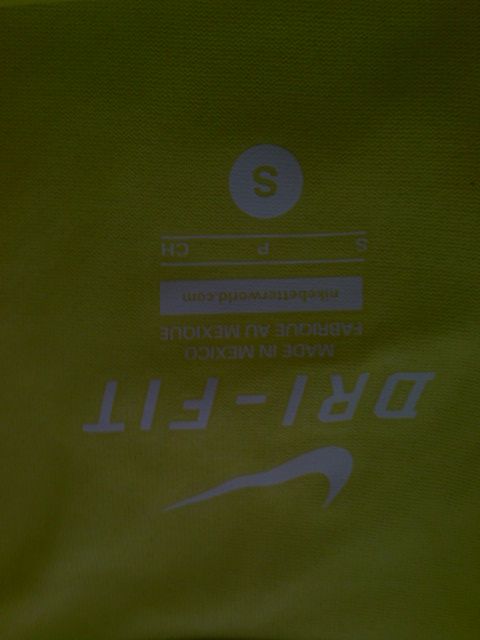 DRI-FIT
MADE IN MEXICO
FABRIQUE AU MEXIQUE
nikebetterworld.com
S P CH
S